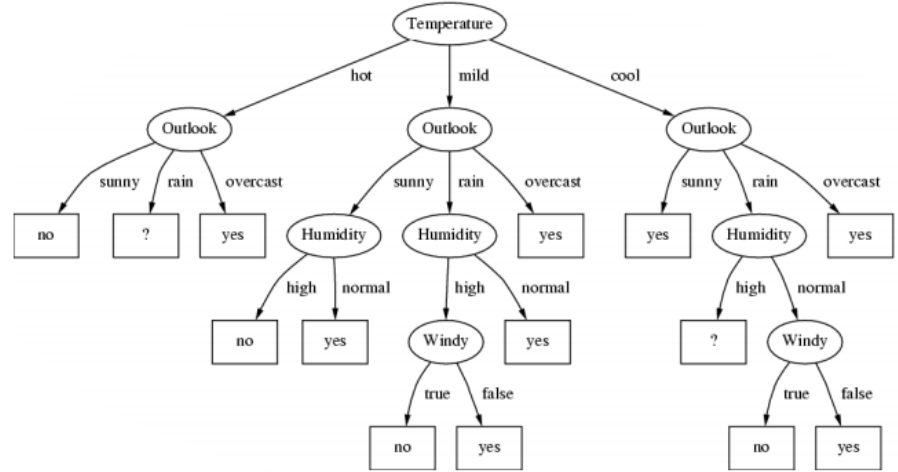 Temperature
hot mild cool
Outlook Outlook Outlook
sunny rain overcast sunny rain overcast sunny rain overcast
no ? yes Humidity Humidity yes yes Humidity yes
high normal high normal high normal
no yes Windy yes ? Windy
true false true false
no yes no yes